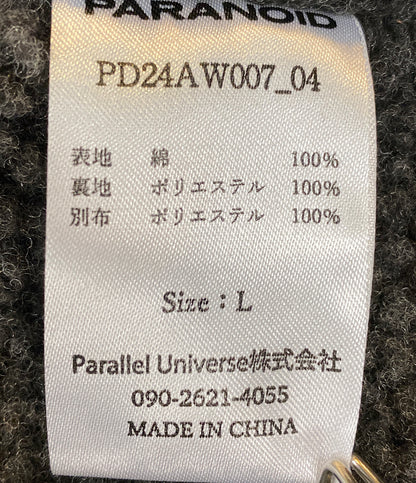 PARANOID
PD24AW007_04
表地 綿 100%
裏地 ポリエステル 100%
別布 ポリエステル 100%
Size : L
Parallel Universe株式会社
090-2621-4055
MADE IN CHINA